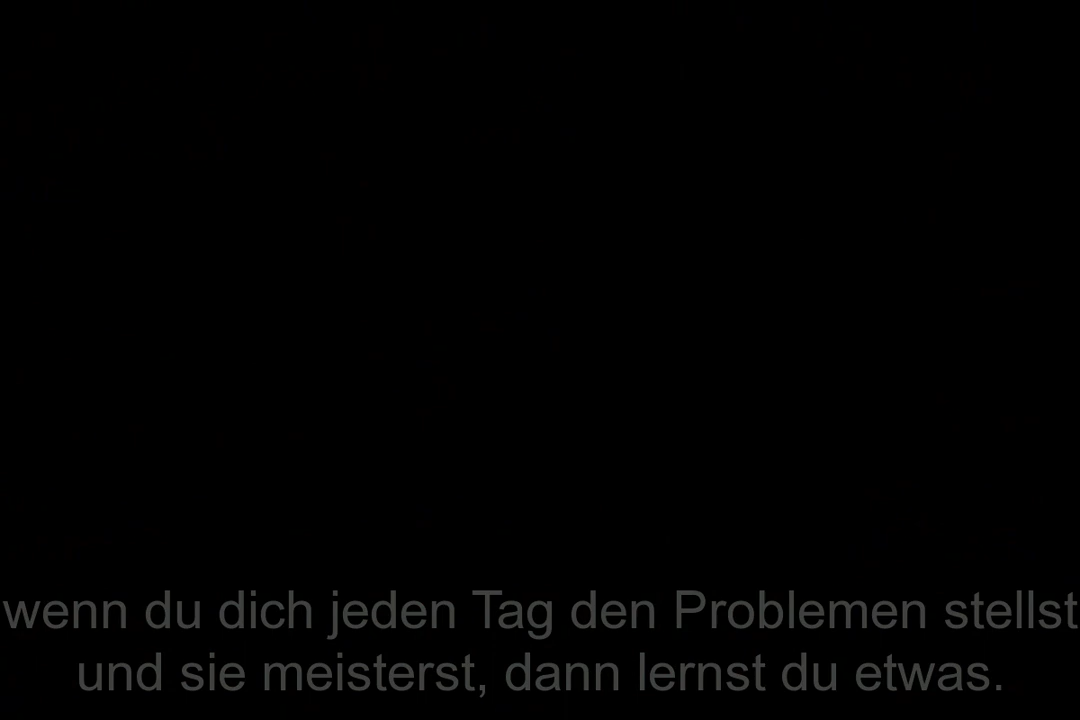 wenn du dich jeden Tag den Problemen stellst
und sie meisterst, dann lernst du etwas.